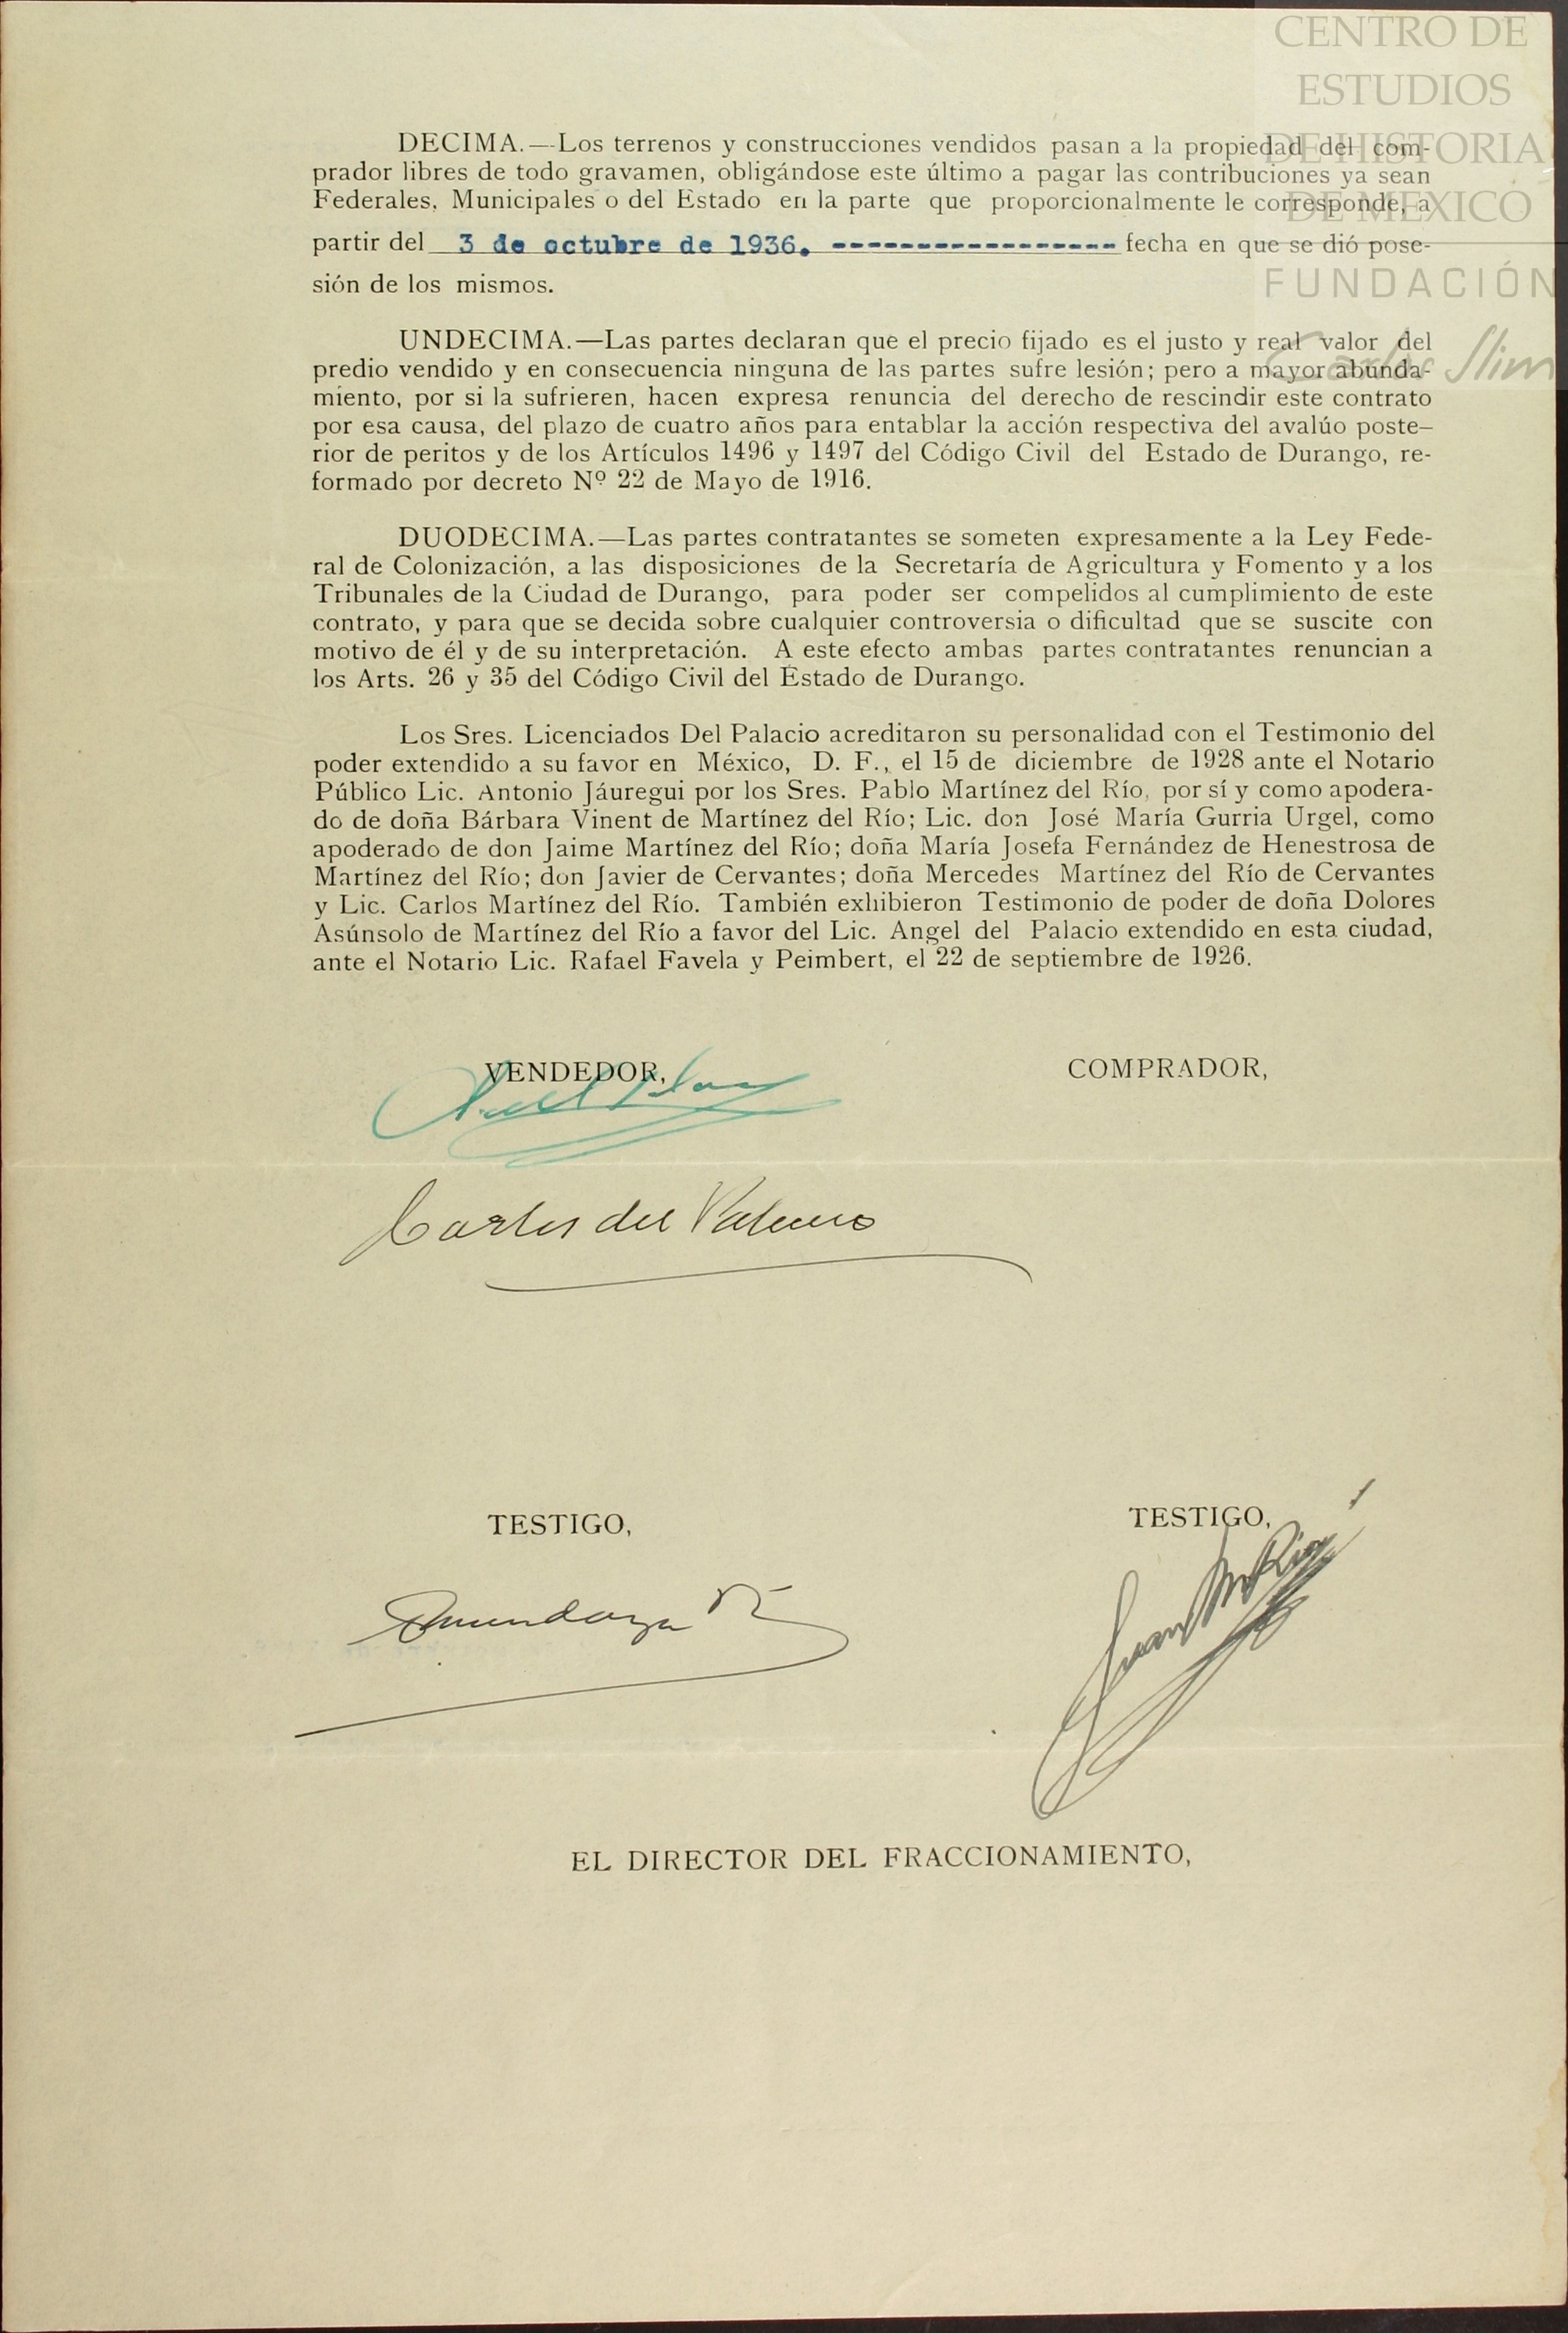 CENTRO DE
ESTUDIOS
DE HISTORIA
DE MEXICO
FUNDACIÓN
Carlos Slim
DECIMA.—Los terrenos y construcciones vendidos pasan a la propiedad del com-
prador libres de todo gravamen, obligándose este último a pagar las contribuciones ya sean
Federales, Municipales o del Estado en la parte que proporcionalmente le corresponde, a
partir del 3 de octubre de 1936. ----------------- fecha en que se dió pose-
sión de los mismos.
UNDECIMA.—Las partes declaran que el precio fijado es el justo y real valor del
predio vendido y en consecuencia ninguna de las partes sufre lesión; pero a mayor abunda-
miento, por si la sufrieren, hacen expresa renuncia del derecho de rescindir este contrato
por esa causa, del plazo de cuatro años para entablar la acción respectiva del avalúo poste-
rior de peritos y de los Artículos 1496 y 1497 del Código Civil del Estado de Durango, re-
formado por decreto Nº 22 de Mayo de 1916.
DUODECIMA.—Las partes contratantes se someten expresamente a la Ley Fede-
ral de Colonización, a las disposiciones de la Secretaría de Agricultura y Fomento y a los
Tribunales de la Ciudad de Durango, para poder ser compelidos al cumplimiento de este
contrato, y para que se decida sobre cualquier controversia o dificultad que se suscite con
motivo de él y de su interpretación. A este efecto ambas partes contratantes renuncian a
los Arts. 26 y 35 del Código Civil del Estado de Durango.
Los Sres. Licenciados Del Palacio acreditaron su personalidad con el Testimonio del
poder extendido a su favor en México, D. F., el 15 de diciembre de 1928 ante el Notario
Público Lic. Antonio Jáuregui por los Sres. Pablo Martínez del Río, por sí y como apodera-
do de doña Bárbara Vinent de Martínez del Río; Lic. don José María Gurria Urgel, como
apoderado de don Jaime Martínez del Río; doña María Josefa Fernández de Henestrosa de
Martínez del Río; don Javier de Cervantes; doña Mercedes Martínez del Río de Cervantes
y Lic. Carlos Martínez del Río. También exhibieron Testimonio de poder de doña Dolores
Asúnsolo de Martínez del Río a favor del Lic. Angel del Palacio extendido en esta ciudad,
ante el Notario Lic. Rafael Favela y Peimbert, el 22 de septiembre de 1926.
VENDEDOR,
COMPRADOR,
Carlos del Palacio
TESTIGO,
TESTIGO,
EL DIRECTOR DEL FRACCIONAMIENTO,